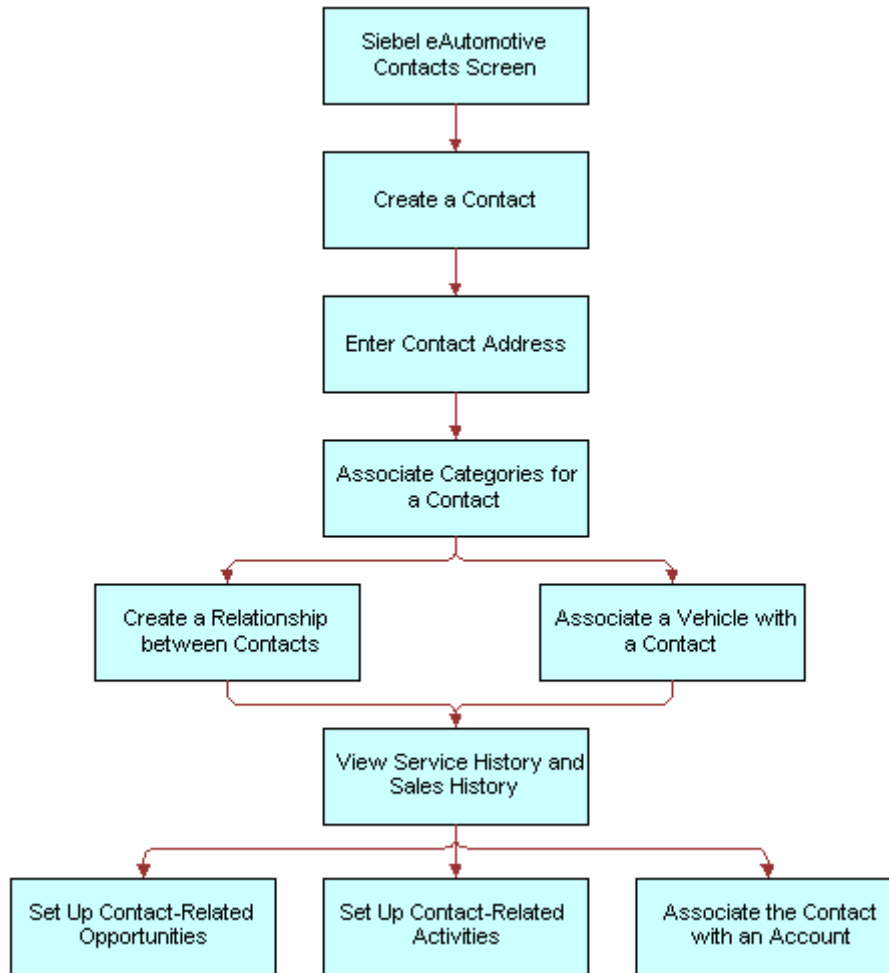 Siebel eAutomotive
Contacts Screen
Create a Contact
Enter Contact Address
Associate Categories for
a Contact
Create a Relationship
between Contacts
Associate a Vehicle with
a Contact
View Service History and
Sales History
Set Up Contact-Related
Opportunities
Set Up Contact-Related
Activities
Associate the Contact
with an Account